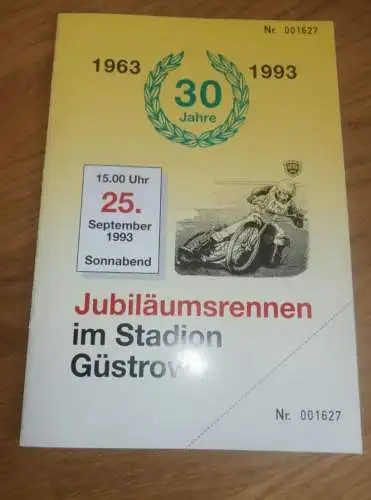 Nr. 001627
1963 1993
30
Jahre
15.00 Uhr
25.
September
1993
Sonnabend
Jubiläumsrennen
im Stadion
Güstrow
Nr. 001627